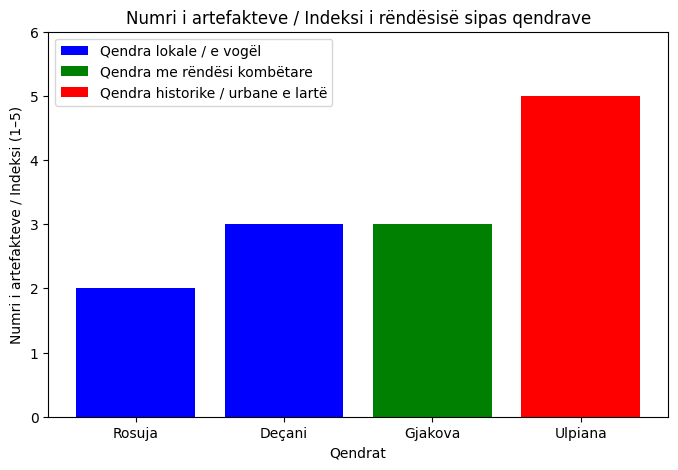 Numri i artefakteve / Indeksi i rëndësisë sipas qendrave
Numri i artefakteve / Indeksi (1–5)
6
5
4
3
2
1
0
Qendra lokale / e vogël
Qendra me rëndësi kombëtare
Qendra historike / urbane e lartë
Rosuja
Deçani
Gjakova
Ulpiana
Qendrat